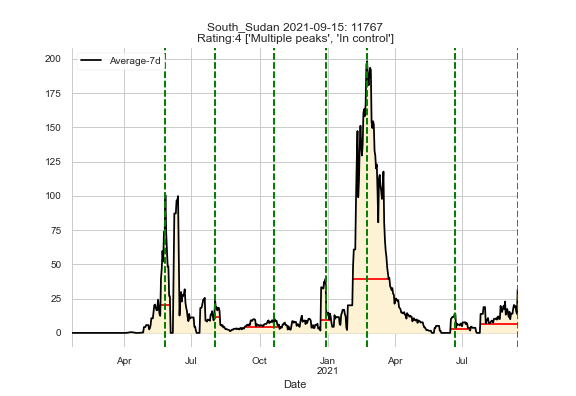 South_Sudan 2021-09-15: 11767
Rating:4 ['Multiple peaks', 'In control']
Average-7d
200
175
150
125
100
75
50
25
0
Apr Jul Oct Jan Apr Jul
2021
Date